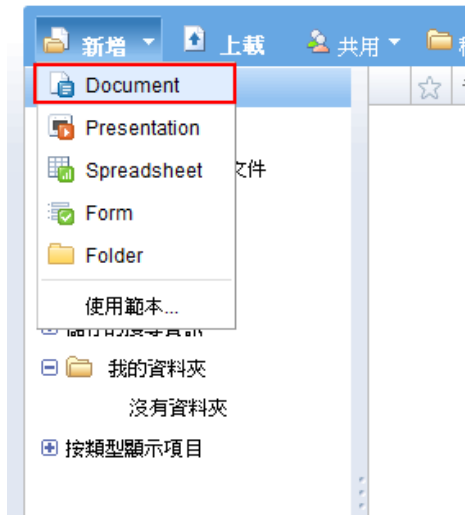 新增 上載 共用
Document
Presentation
Spreadsheet
文件
Form
Folder
使用範本...
我的資料夾
沒有資料夾
按類型顯示項目